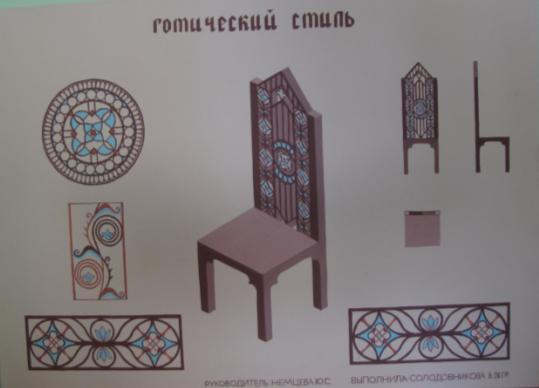 готический стиль
РУКОВОДИТЕЛЬ НЕМЦЕВА Ю.С. ВЫПОЛНИЛА СОЛОДОВНИКОВА В.